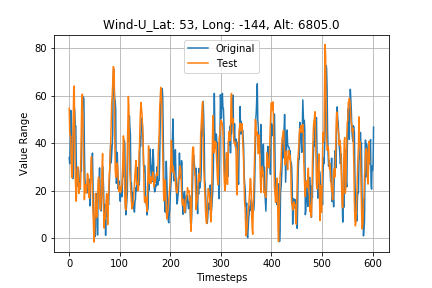 Wind-U_Lat: 53, Long: -144, Alt: 6805.0
Original
Test
Value Range
80
60
40
20
0
0 100 200 300 400 500 600
Timesteps